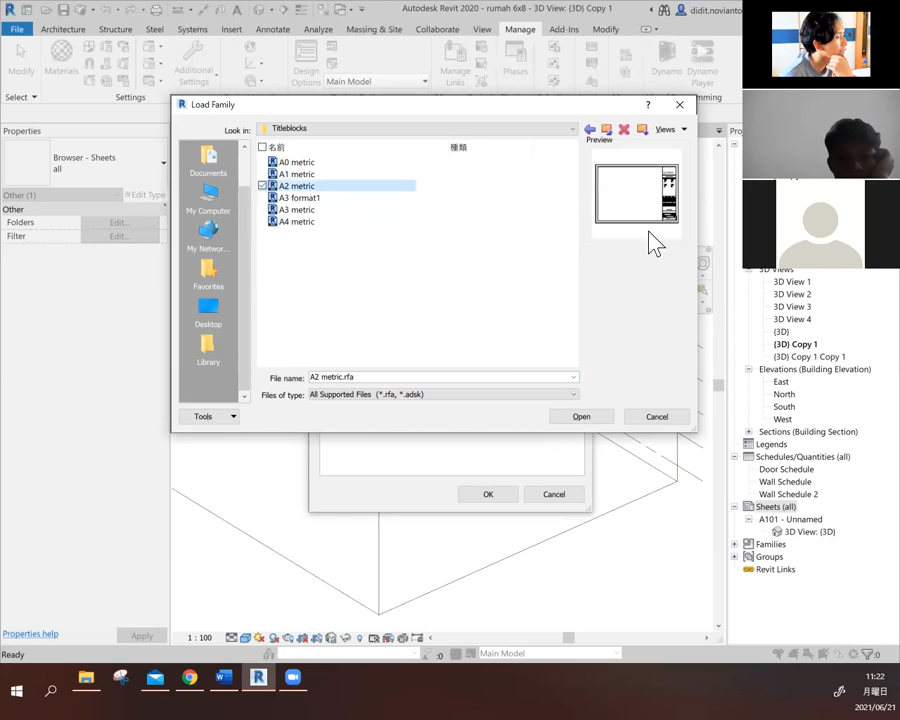 Autodesk Revit 2020 - rumah 6x8 - 3D View: {3D} Copy 1
didit.novianto
File
Architecture
Structure
Steel
Systems
Insert
Annotate
Analyze
Massing & Site
Collaborate
View
Manage
Add-Ins
Modify
Modify
Materials
Additional
Settings
Design
Options
Main Model
Manage
Links
Phases
Dynamo
Dynamo
Player
Select
Settings
Properties
Browser - Sheets
all
Other (1)
Edit Type
Other
Folders
Edit...
Filter
Edit...
Properties help
Apply
Load Family
?
Look in:
Titleblocks
Views
Preview
名前
種類
A0 metric
A1 metric
A2 metric
A3 format1
A3 metric
A4 metric
Documents
My Computer
My Networ...
Favorites
Desktop
Library
File name:
A2 metric.rfa
Files of type:
All Supported Files (*.rfa, *.adsk)
Tools
Open
Cancel
OK
Cancel
3D Views
3D View 1
3D View 2
3D View 3
3D View 4
{3D}
{3D} Copy 1
{3D} Copy 1 Copy 1
Elevations (Building Elevation)
East
North
South
West
Sections (Building Section)
Legends
Schedules/Quantities (all)
Door Schedule
Wall Schedule
Wall Schedule 2
Sheets (all)
A101 - Unnamed
3D View: {3D}
Families
Groups
Revit Links
1 : 100
Ready
:0
Main Model
:0
11:22
月曜日
2021/06/21